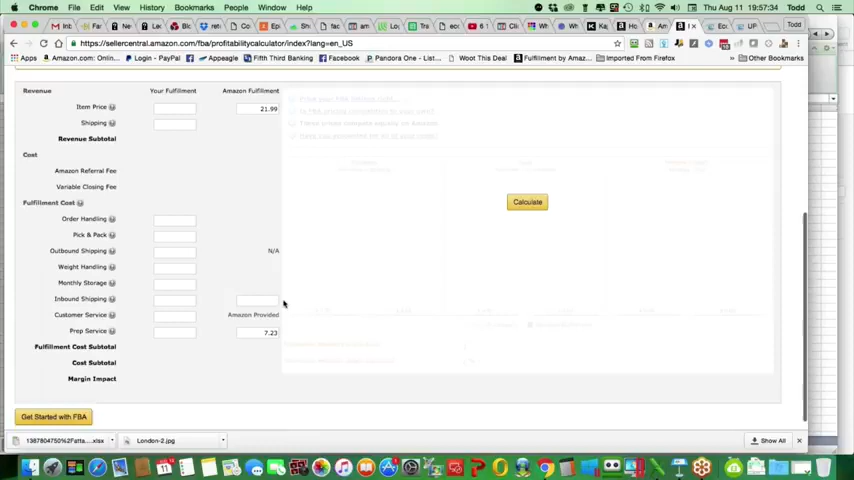 Chrome File Edit View History Bookmarks People Window Help Thu Aug 11 19:57:34 Todd
Todd
https://sellercentral.amazon.com/fba/profitabilitycalculator/index?lang=en_US
Apps Amazon.com: Onlin... Login - PayPal Appeagle Fifth Third Banking Facebook Pandora One - Listen... Woot This Deal Fulfillment by Amaz... Imported From Firefox Other Bookmarks
Revenue Your Fulfillment Amazon Fulfillment
Item Price 21.99
Shipping
Revenue Subtotal
Cost
Amazon Referral Fee
Variable Closing Fee
Calculate
Fulfillment Cost
Order Handling
Pick & Pack
Outbound Shipping N/A
Weight Handling
Monthly Storage
Inbound Shipping
Customer Service Amazon Provided
Prep Service 7.23
Fulfillment Cost Subtotal
Cost Subtotal
Margin Impact
Get Started with FBA
1387804750%2Fatta....xlsx London-2.jpg Show All